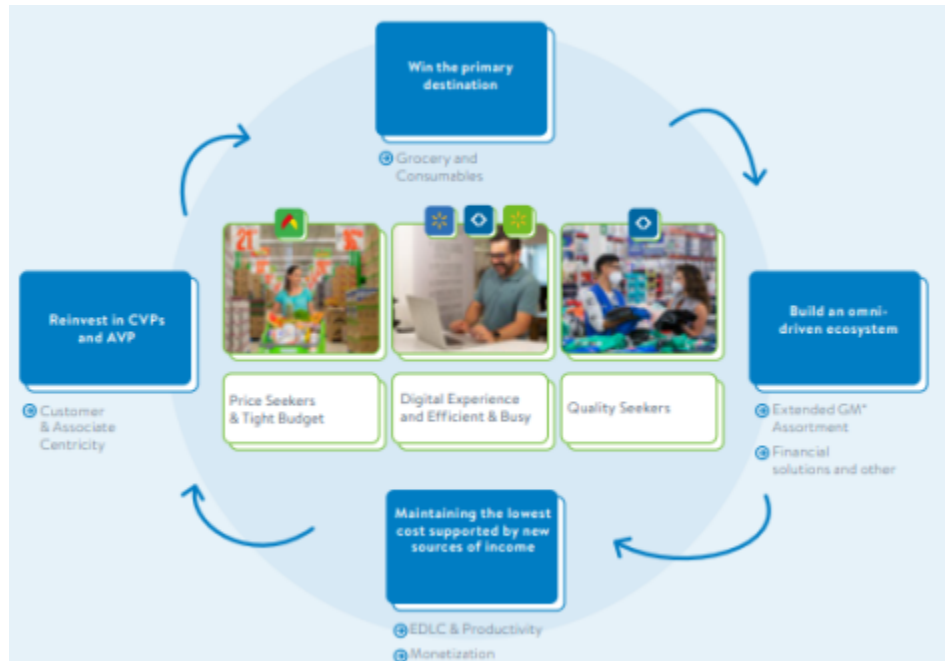 Win the primary
destination
Grocery and
Consumables
Reinvest in CVPs
and AVP
Customer
& Associate
Centricity
Price Seekers
& Tight Budget
Digital Experience
and Efficient & Busy
Quality Seekers
Build an omni-
driven ecosystem
Extended GM*
Assortment
Financial
solutions and other
Maintaining the lowest
cost supported by new
sources of income
EDLC & Productivity
Monetization